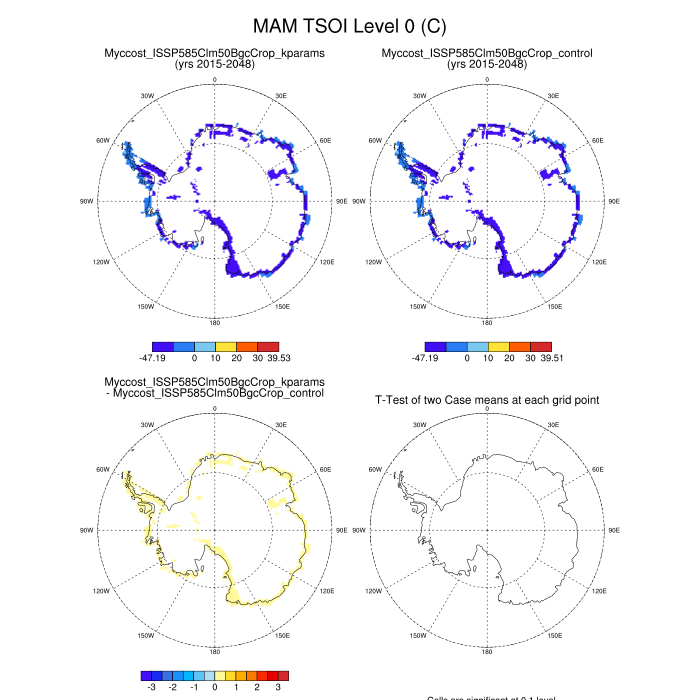 MAM TSOI Level 0 (C)
Myccost_ISSP585Clm50BgcCrop_kparams
(yrs 2015-2048)
Myccost_ISSP585Clm50BgcCrop_control
(yrs 2015-2048)
0
30W 30E
60W 60E
90W 90E
120W 120E
150W 150E
180
0
30W 30E
60W 60E
90W 90E
120W 120E
150W 150E
180
-47.19 0 10 20 30 39.53
-47.19 0 10 20 30 39.51
Myccost_ISSP585Clm50BgcCrop_kparams
- Myccost_ISSP585Clm50BgcCrop_control
T-Test of two Case means at each grid point
0
30W 30E
60W 60E
90W 90E
120W 120E
150W 150E
180
0
30W 30E
60W 60E
90W 90E
120W 120E
150W 150E
180
-3 -2 -1 0 1 2 3
Cells are significant at 0.1 level